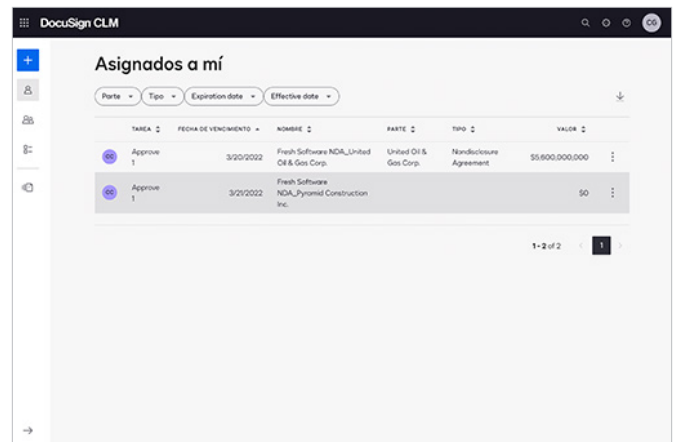 DocuSign CLM
CG
Asignados a mí
Parte
Tipo
Expiration date
Effective date
TAREA
FECHA DE VENCIMIENTO
NOMBRE
PARTE
TIPO
VALOR
CC
Approve
1
3/20/2022
Fresh Software NDA_United
Oil & Gas Corp.
United Oil &
Gas Corp.
Nondisclosure
Agreement
$5,600,000,000
CC
Approve
1
3/21/2022
Fresh Software
NDA_Pyramid Construction
Inc.
$0
1-2 of 2
1